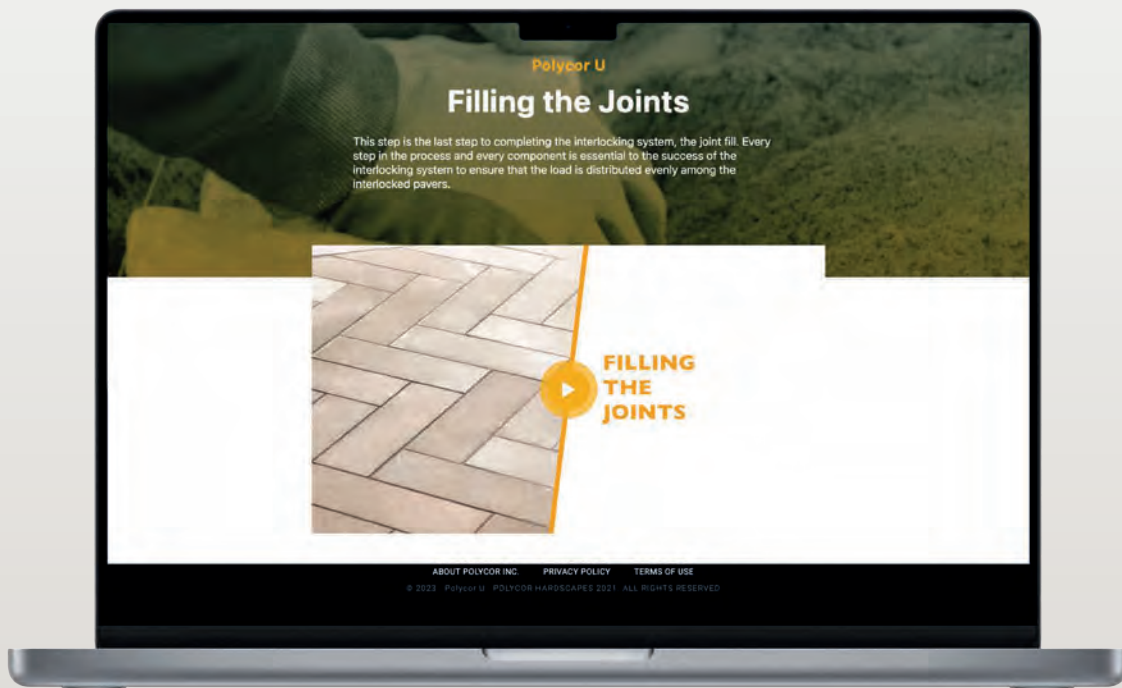 Polycor U
Filling the Joints
This step is the last step to completing the interlocking system, the joint fill. Every
step in the process and every component is essential to the success of the
interlocking system to ensure that the load is distributed evenly among the
interlocked pavers.
FILLING
THE
JOINTS
ABOUT POLYCOR INC. PRIVACY POLICY TERMS OF USE
© 2023 Polycor U POLYCOR HARDSCAPES 2021 ALL RIGHTS RESERVED